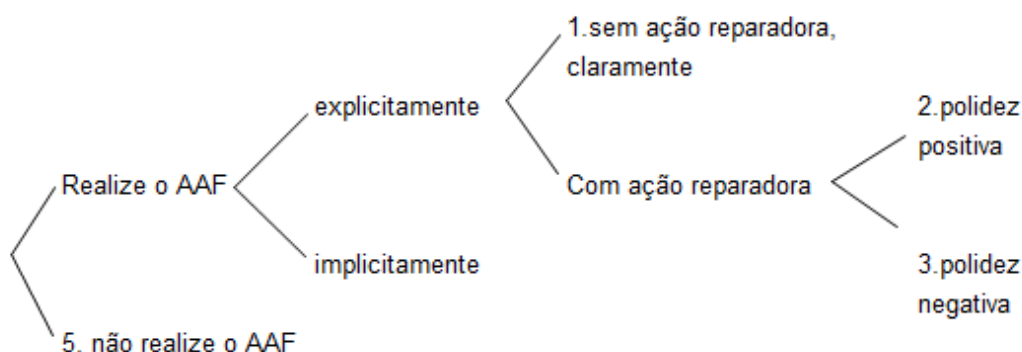 1.sem ação reparadora,
claramente
explicitamente
2.polidez
positiva
Realize o AAF
Com ação reparadora
implicitamente
3.polidez
negativa
5. não realize o AAF